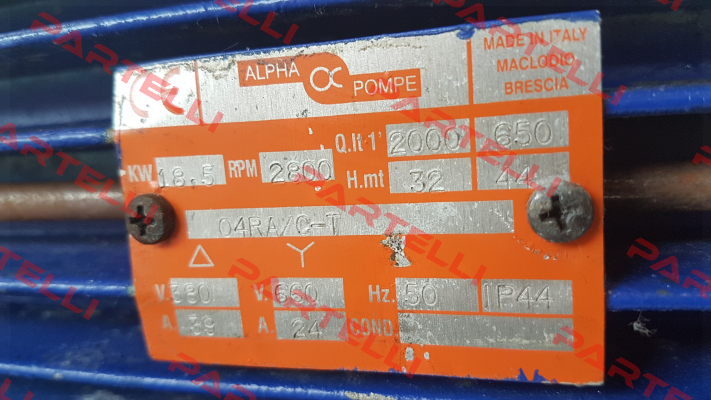 ALPHA POMPE
MADE IN ITALY
MACLODIO
BRESCIA
KW 18.5 RPM 2800 Q.lt-1' 2000 650
H.mt 32 44
04RA/C-T
△ Y
V. 380 V. 660 Hz. 50 IP44
A. 39 A. 24 COND.
PARTELLI